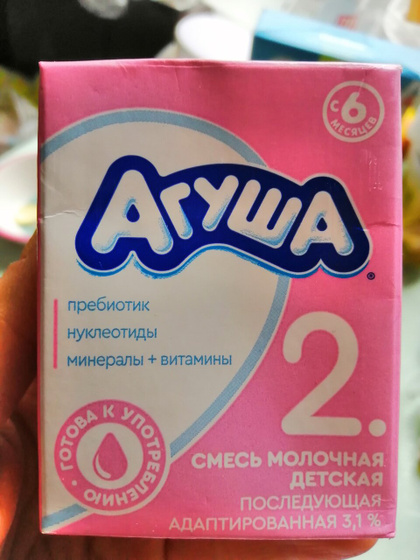 с 6
месяцев
АГУША
®
пребиотик
нуклеотиды
минералы + витамины
2.
ГОТОВА К УПОТРЕБЛЕНИЮ
СМЕСЬ МОЛОЧНАЯ
ДЕТСКАЯ
ПОСЛЕДУЮЩАЯ
АДАПТИРОВАННАЯ 3,1 %